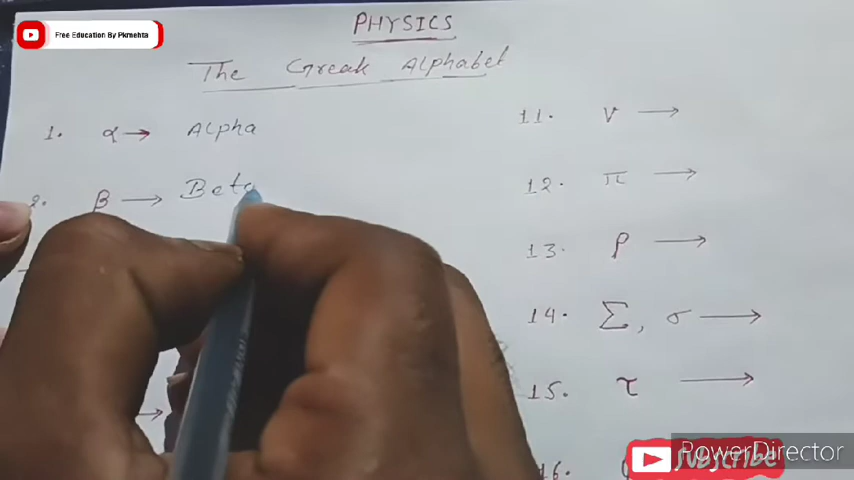 Free Education By Pkmehta
PHYSICS
The Greak Alphabet
1. α → Alpha
2. β → Beta
11. ν →
12. π →
13. ρ →
14. Σ, σ →
15. τ →
16.
PowerDirector
SUBSCRIBE